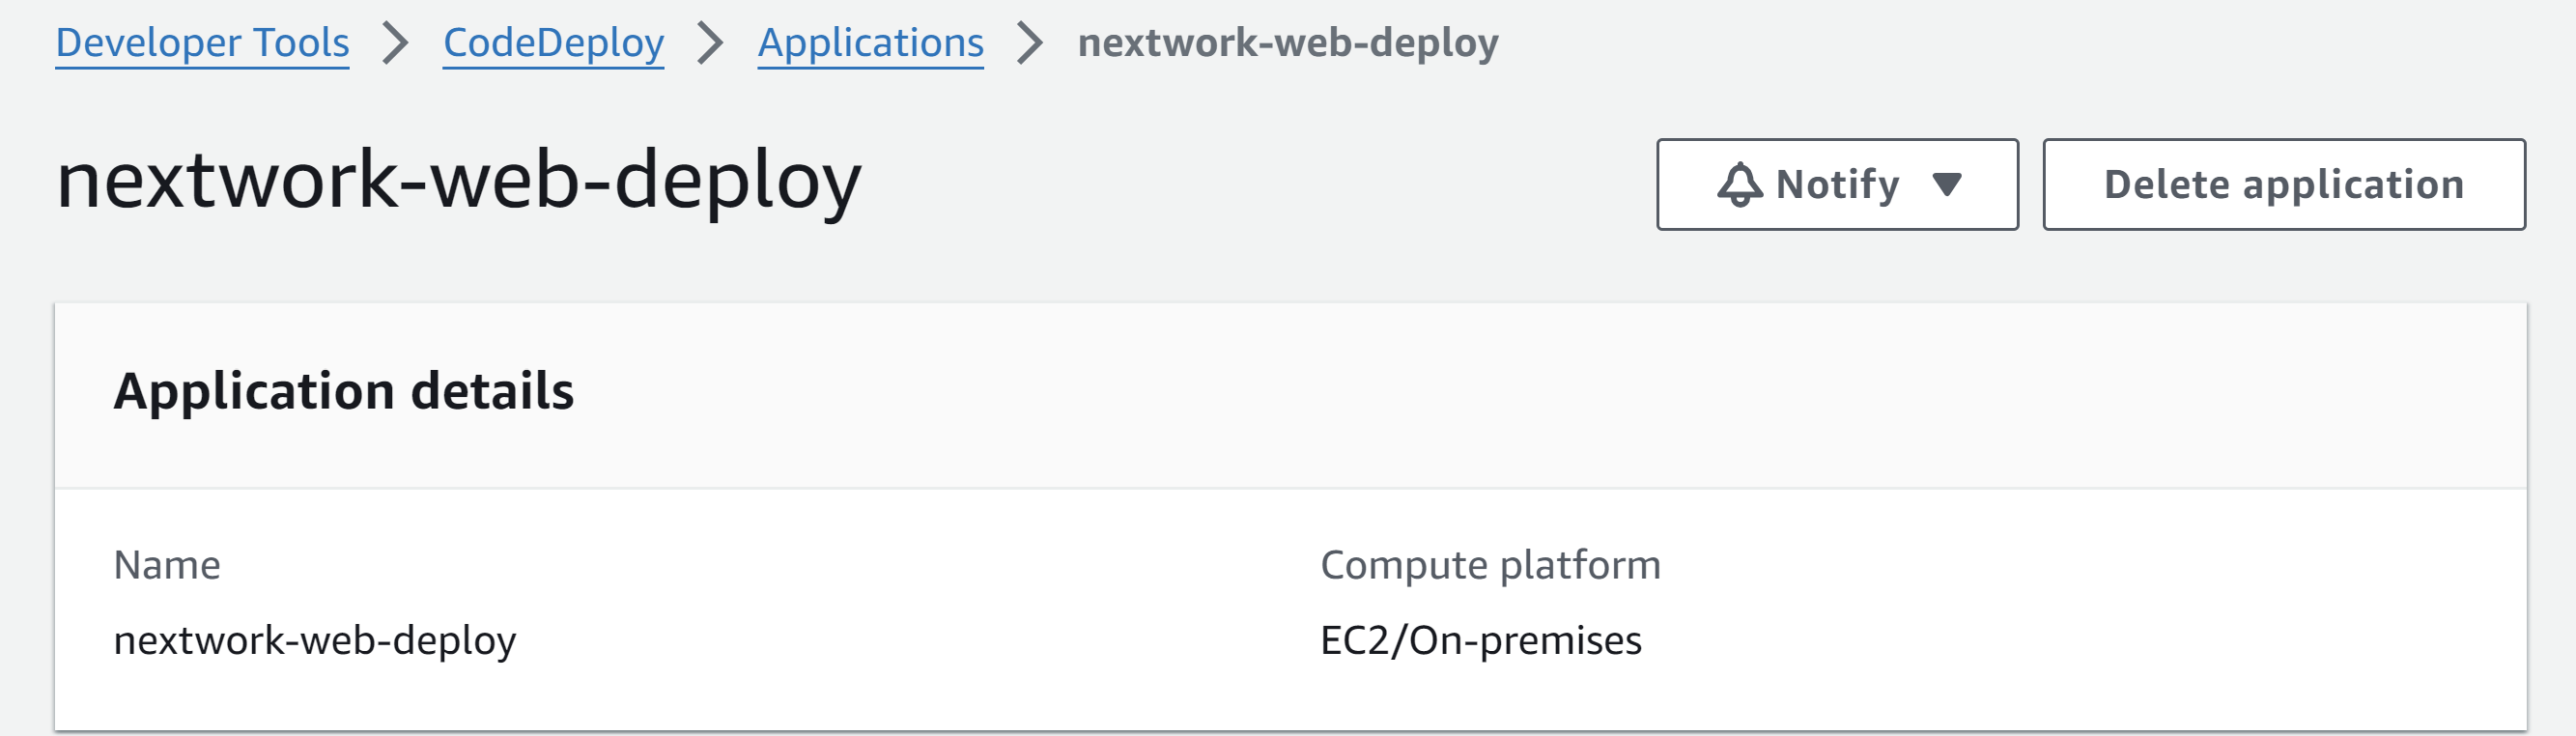 Developer Tools > CodeDeploy > Applications > nextwork-web-deploy
nextwork-web-deploy
Notify
Delete application
Application details
Name
Compute platform
nextwork-web-deploy
EC2/On-premises